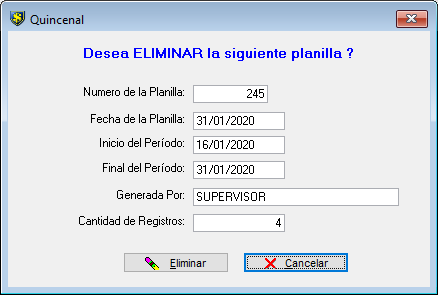 Quincenal
Desea ELIMINAR la siguiente planilla ?
Numero de la Planilla: 245
Fecha de la Planilla: 31/01/2020
Inicio del Período: 16/01/2020
Final del Período: 31/01/2020
Generada Por: SUPERVISOR
Cantidad de Registros: 4
Eliminar Cancelar